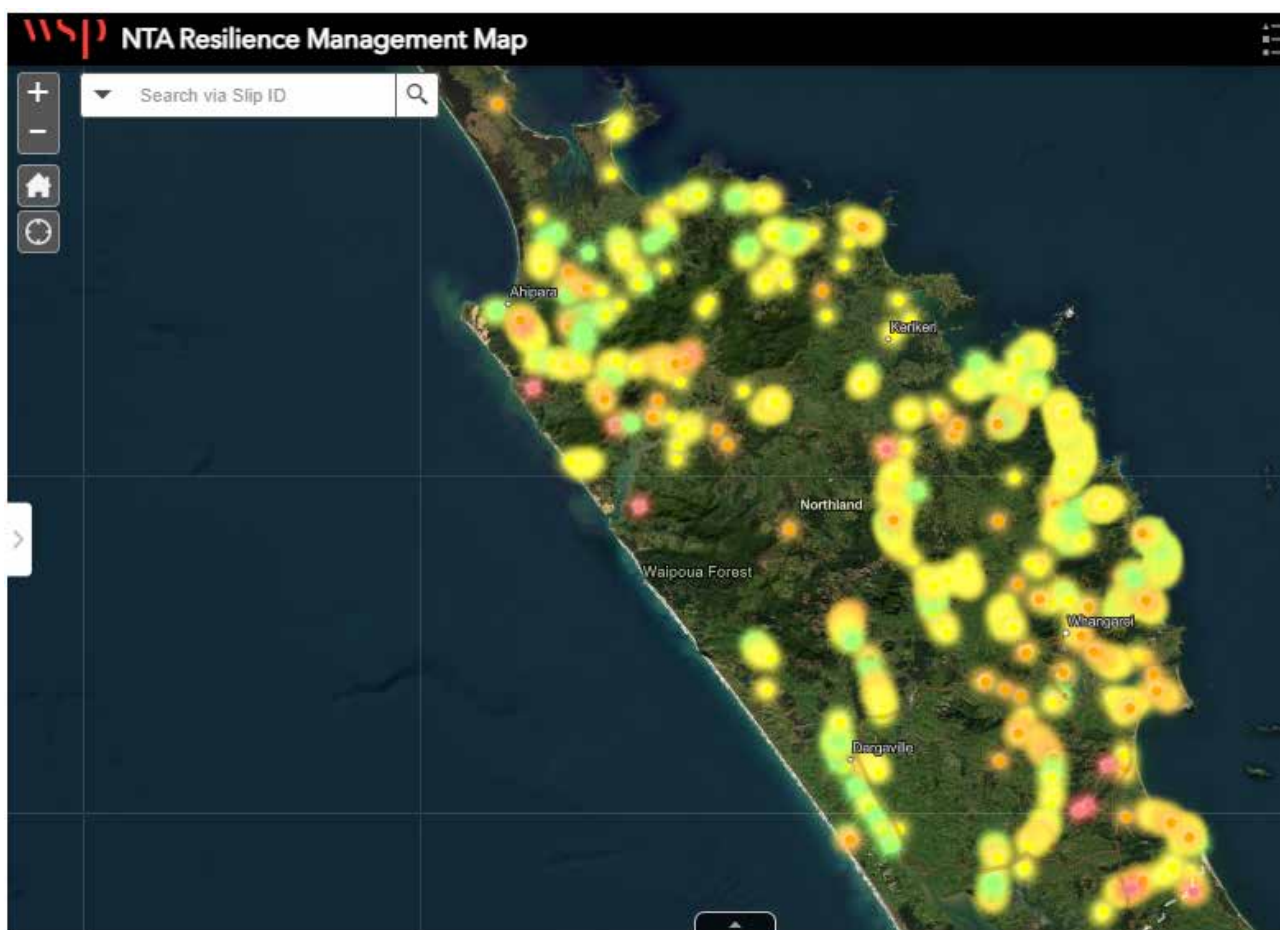 wsp NTA Resilience Management Map
Search via Slip ID
Ahipara
Kerikeri
Northland
Waipoua Forest
Whangarei
Dargaville